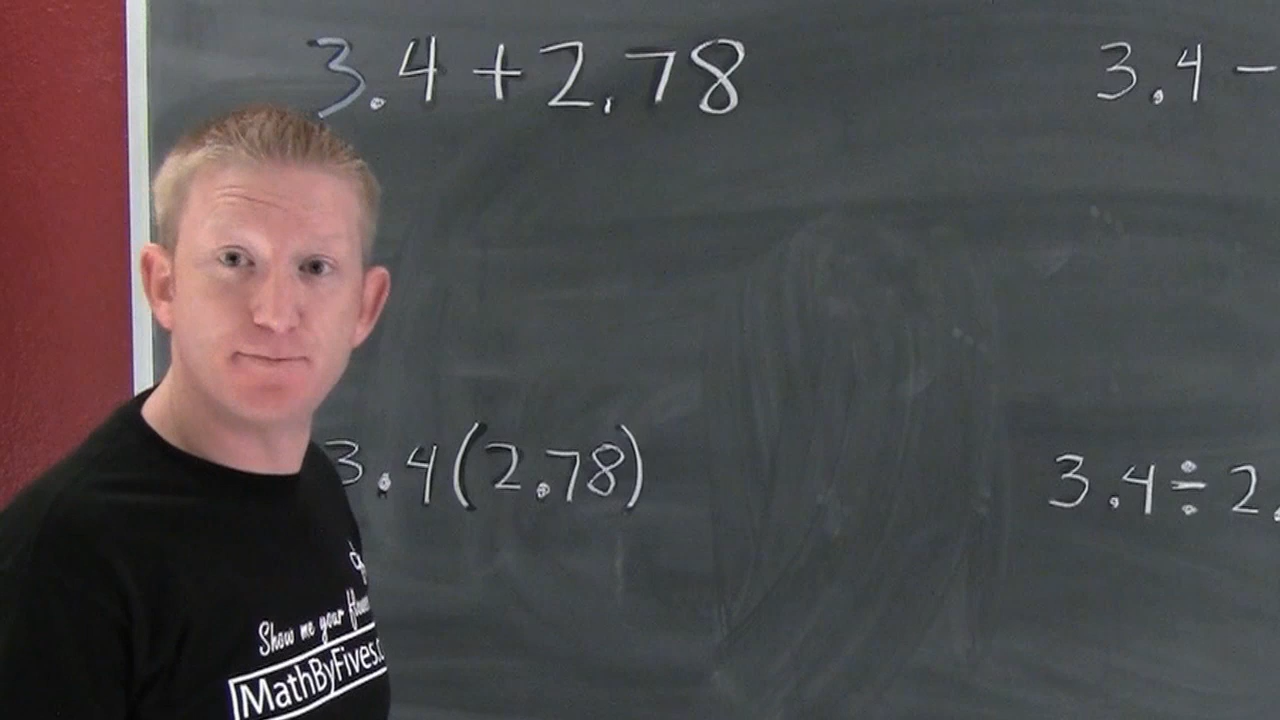 3.4 + 2.78
3.4 -
3.4(2.78)
3.4 ÷ 2.
Show me your
MathByFives.c